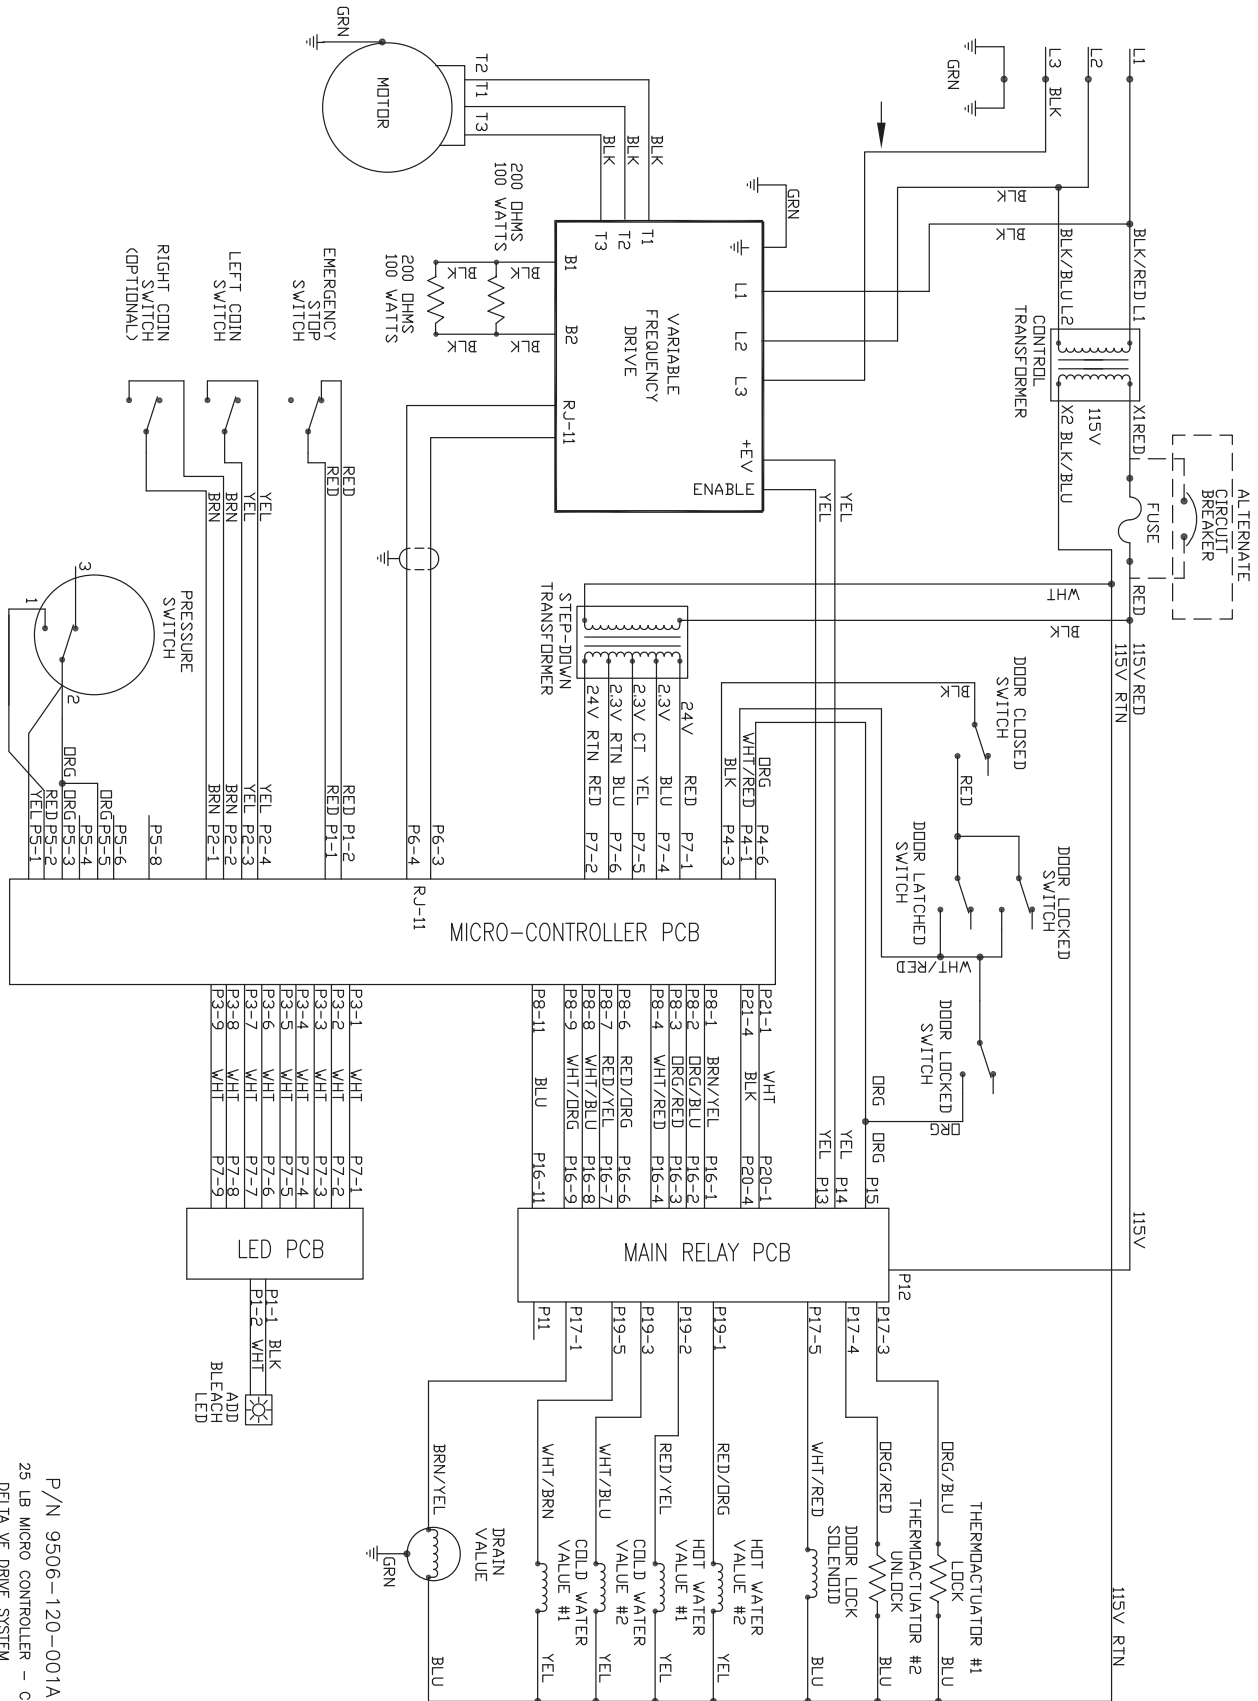 L1
L2
L3
BLK
GRN
BLK
BLK
BLK/RED L1
BLK/BLU L2
CONTROL
TRANSFORMER
115V
X1 RED
X2 BLK/BLU
ALTERNATE
CIRCUIT
BREAKER
FUSE
RED
WHT
BLK
115V RED
115V RTN
115V
115V RTN
GRN
MOTOR
T2
T1
T3
BLK
BLK
BLK
GRN
T1
T2
T3
L1
L2
L3
+EV
ENABLE
VARIABLE
FREQUENCY
DRIVE
B1
B2
RJ-11
YEL
YEL
200 OHMS
100 WATTS
BLK
BLK
BLK
BLK
200 OHMS
100 WATTS
EMERGENCY
STOP
SWITCH
LEFT COIN
SWITCH
RIGHT COIN
SWITCH
(OPTIONAL)
RED
RED
YEL
YEL
BRN
BRN
PRESSURE
SWITCH
3
1
2
STEP-DOWN
TRANSFORMER
24V
2.3V
2.3V CT
2.3V RTN
24V RTN
RED
BLU
YEL
BLU
RED
P7-1
P7-4
P7-5
P7-6
P7-2
DOOR CLOSED
SWITCH
BLK
RED
DOOR LOCKED
SWITCH
DOOR LATCHED
SWITCH
WHT/RED
DOOR LOCKED
SWITCH
ORG
ORG
WHT/RED
BLK
P4-6
P4-1
P4-3
P6-3
P6-4
RED P1-2
RED P1-1
YEL P2-4
YEL P2-3
BRN P2-2
BRN P2-1
P5-8
P5-6
ORG P5-5
P5-4
ORG
ORG P5-3
RED P5-2
YEL P5-1
RJ-11
MICRO-CONTROLLER PCB
P21-1 WHT P20-1
P21-4 BLK P20-4
P8-1 BRN/YEL P16-1
P8-2 ORG/BLU P16-2
P8-3 ORG/RED P16-3
P8-4 WHT/RED P16-4
P8-6 RED/ORG P16-6
P8-7 RED/YEL P16-7
P8-8 WHT/BLU P16-8
P8-9 WHT/ORG P16-9
P8-11 BLU P16-11
P3-1 WHT P7-1
P3-2 WHT P7-2
P3-3 WHT P7-3
P3-4 WHT P7-4
P3-5 WHT P7-5
P3-6 WHT P7-6
P3-7 WHT P7-7
P3-8 WHT P7-8
P3-9 WHT P7-9
ORG
ORG P15
YEL P14
YEL P13
MAIN RELAY PCB
P12
LED PCB
P1-1 BLK
P1-2 WHT
ADD
BLEACH
LED
P17-3
P17-4
P17-5
P19-1
P19-2
P19-3
P19-5
P17-1
P11
ORG/BLU
THERMOACTUATOR #1
LOCK
BLU
ORG/RED
THERMOACTUATOR #2
UNLOCK
BLU
WHT/RED
DOOR LOCK
SOLENOID
BLU
RED/ORG
HOT WATER
VALUE #2
YEL
RED/YEL
HOT WATER
VALUE #1
YEL
WHT/BLU
COLD WATER
VALUE #2
YEL
WHT/BRN
COLD WATER
VALUE #1
YEL
BRN/YEL
DRAIN
VALUE
GRN
BLU
P/N 9506-120-001A
25 LB MICRO CONTROLLER - C
DELTA VF DRIVE SYSTEM